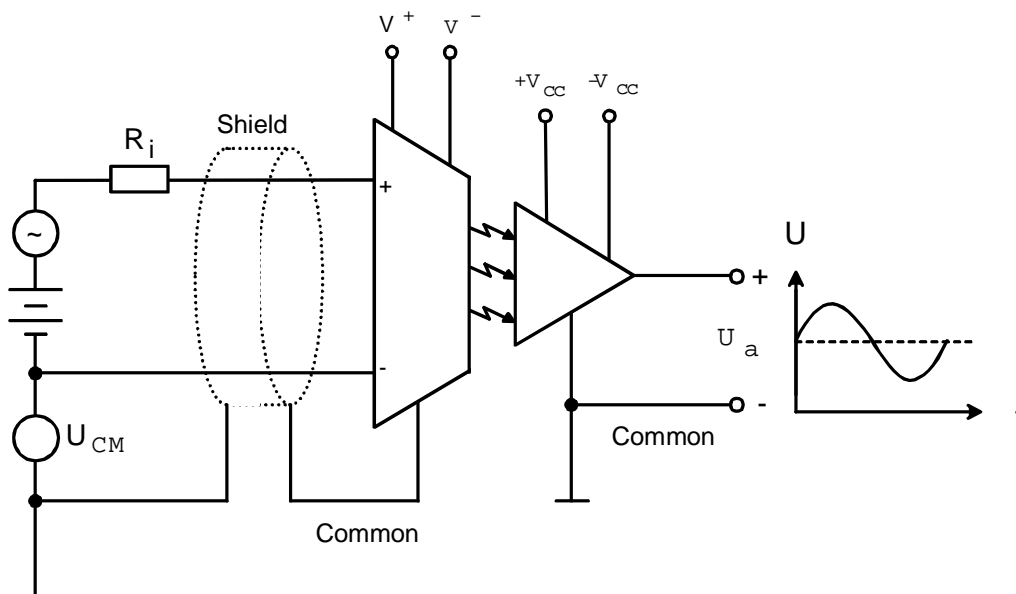 V + V -
+V CC -V CC
Shield
R i
+
~
U
+
U a
-
-
U CM
Common
Common